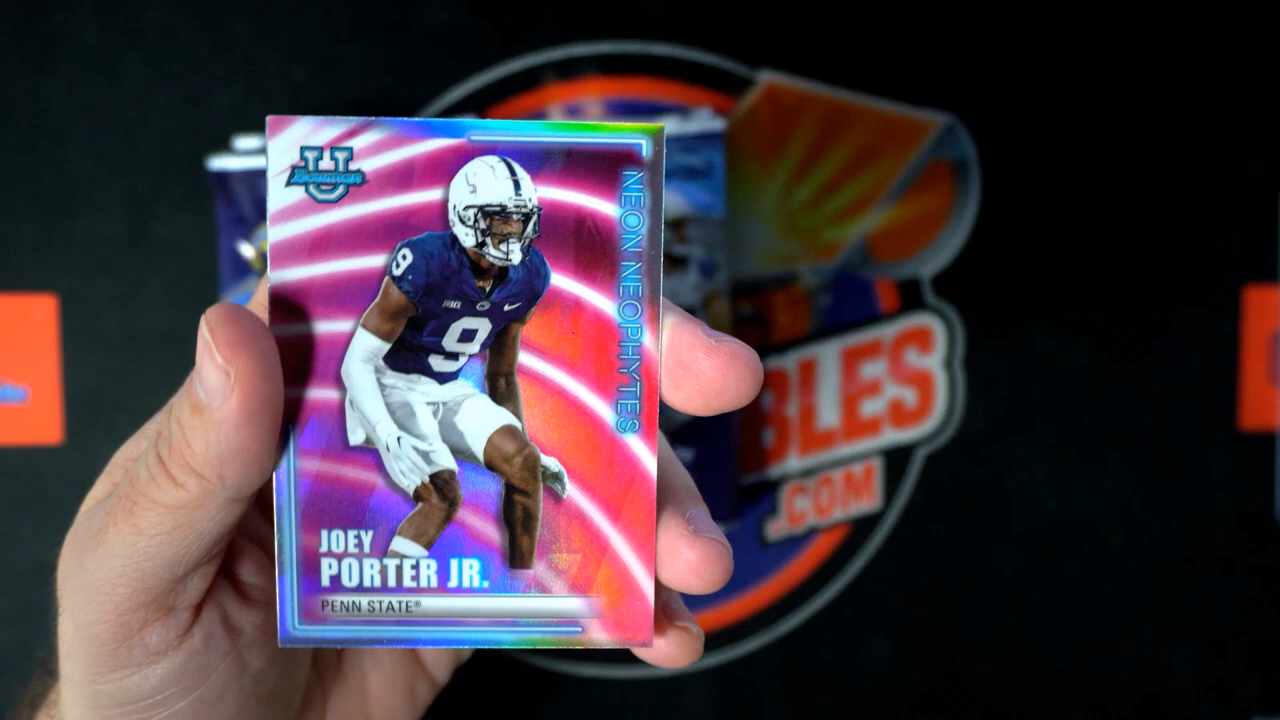 U
BOWMAN
NEON NEOPHYTES
9
9
JOEY
PORTER JR.
PENN STATE®
BLES
.COM